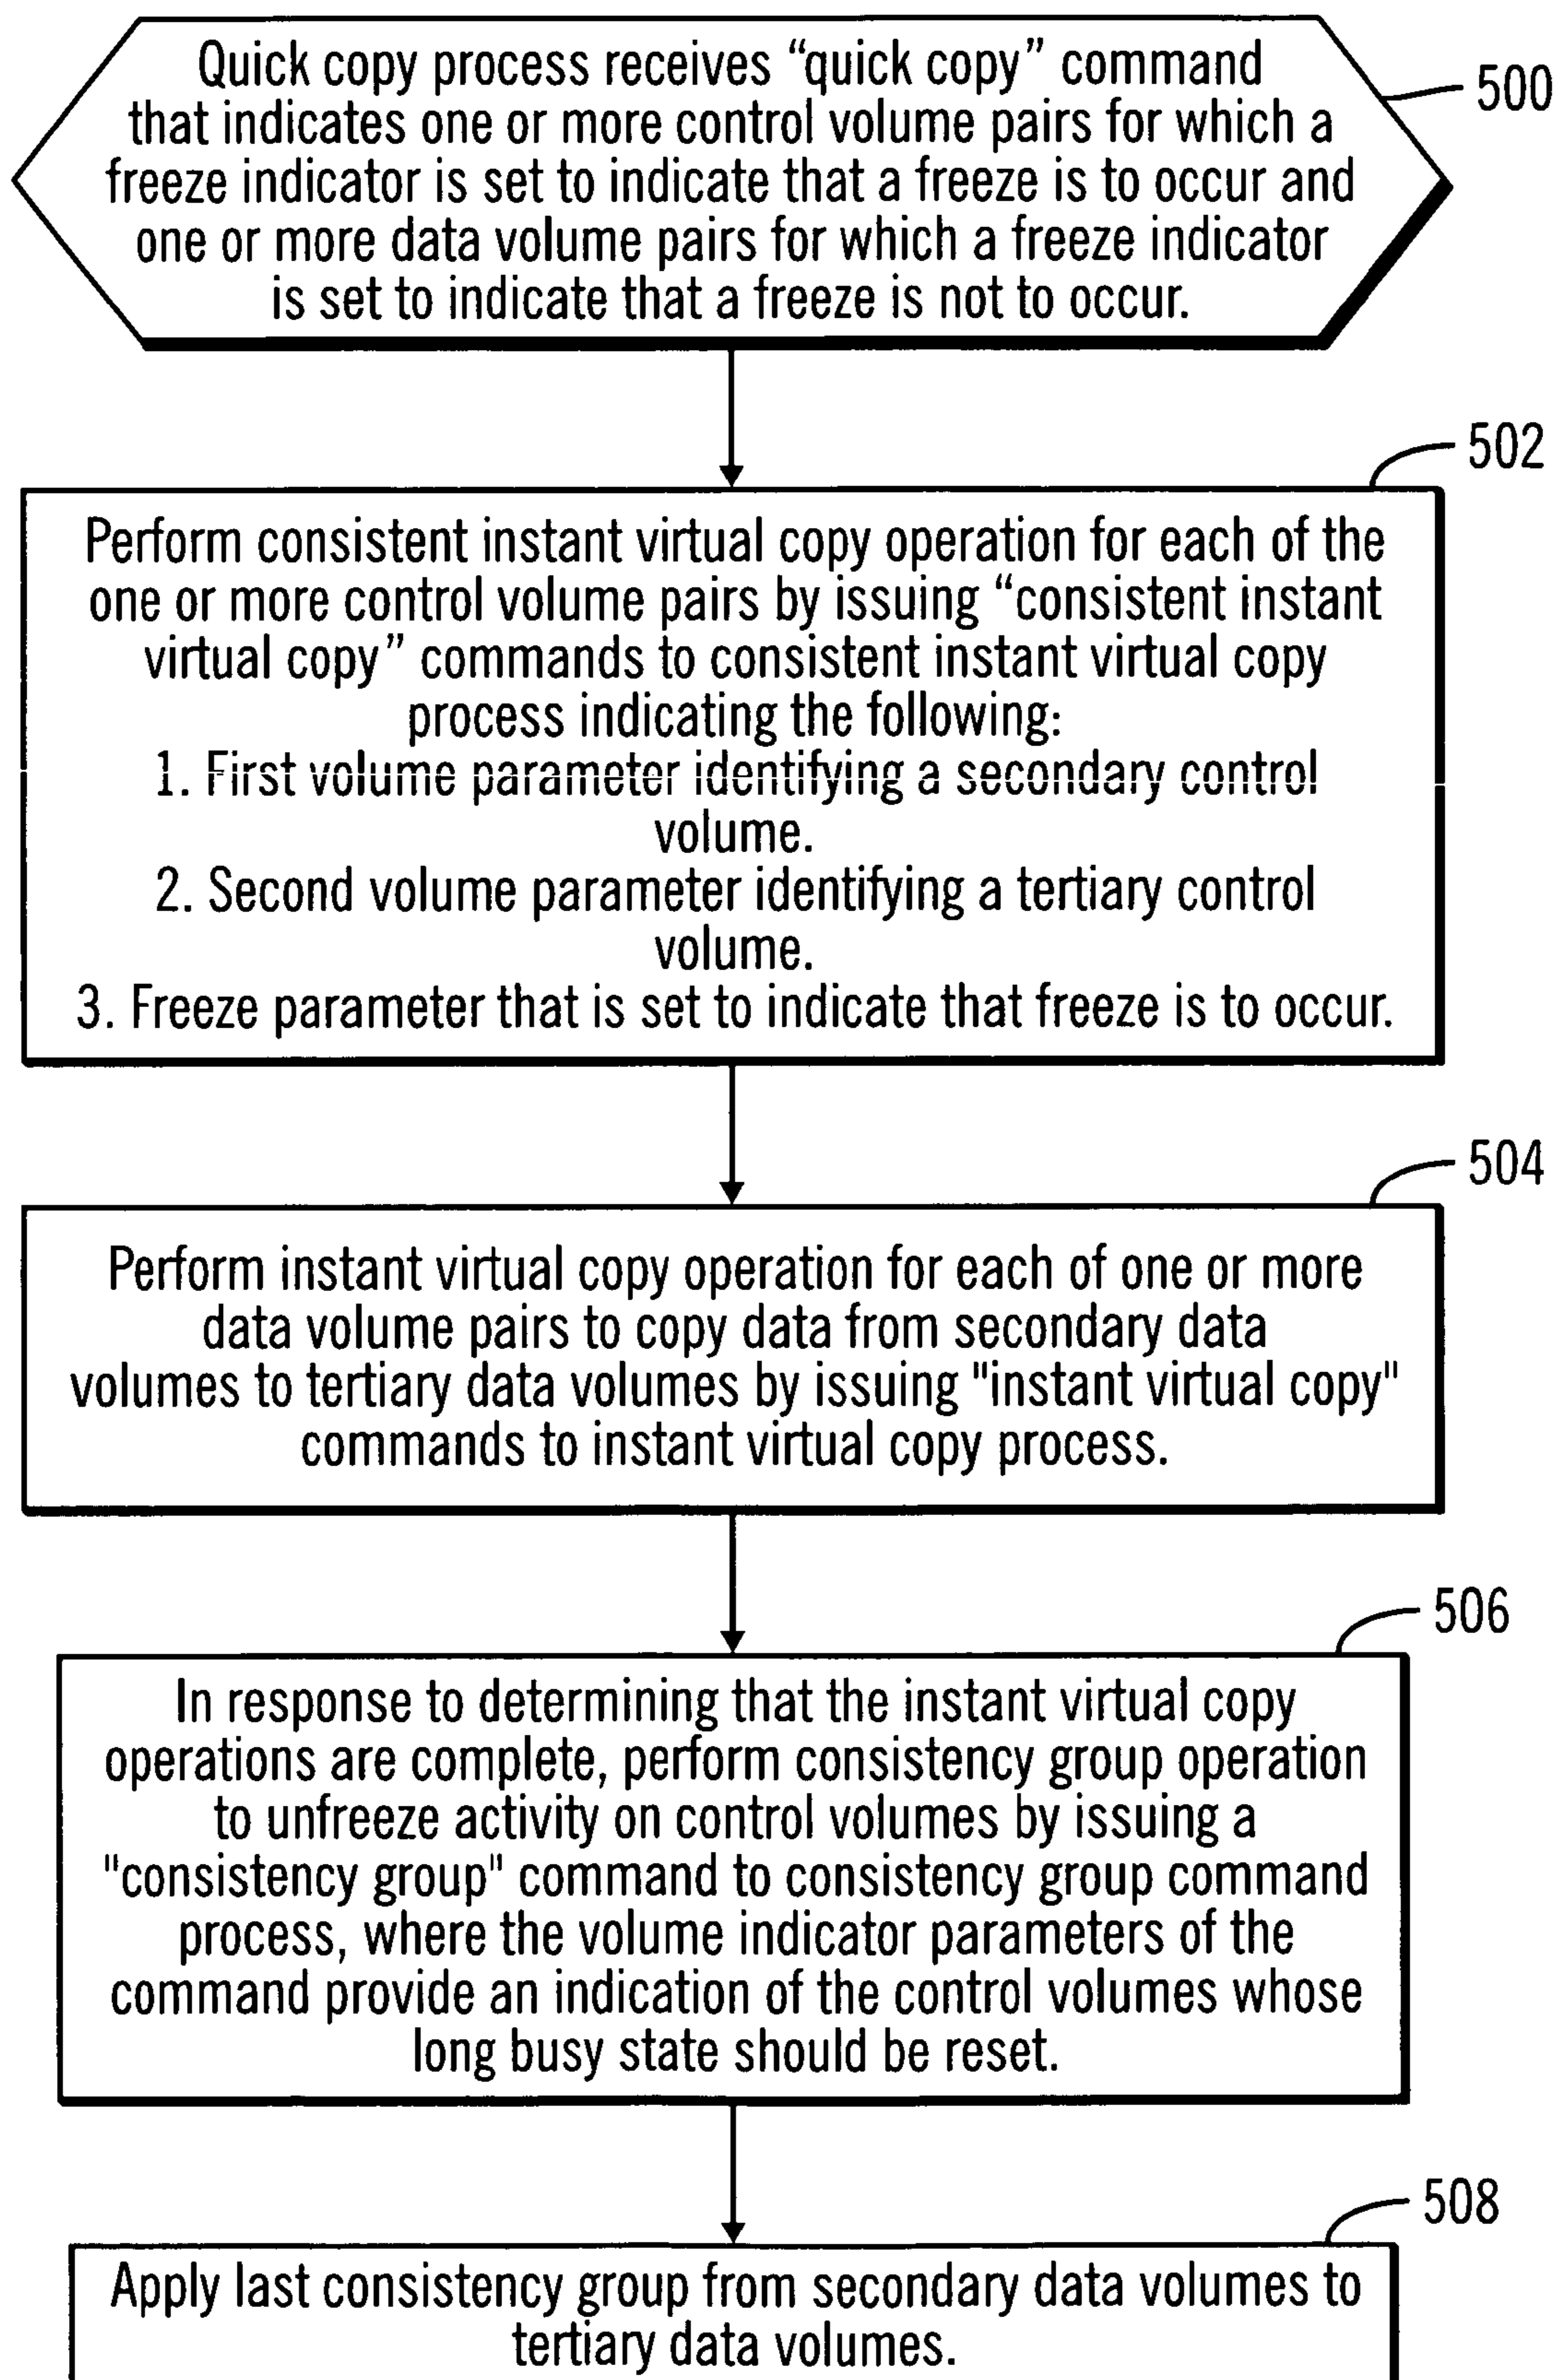 Quick copy process receives “quick copy” command
that indicates one or more control volume pairs for which a
freeze indicator is set to indicate that a freeze is to occur and
one or more data volume pairs for which a freeze indicator
is set to indicate that a freeze is not to occur.
500
502
Perform consistent instant virtual copy operation for each of the
one or more control volume pairs by issuing “consistent instant
virtual copy” commands to consistent instant virtual copy
process indicating the following:
1. First volume parameter identifying a secondary control
volume.
2. Second volume parameter identifying a tertiary control
volume.
3. Freeze parameter that is set to indicate that freeze is to occur.
504
Perform instant virtual copy operation for each of one or more
data volume pairs to copy data from secondary data
volumes to tertiary data volumes by issuing "instant virtual copy"
commands to instant virtual copy process.
506
In response to determining that the instant virtual copy
operations are complete, perform consistency group operation
to unfreeze activity on control volumes by issuing a
"consistency group" command to consistency group command
process, where the volume indicator parameters of the
command provide an indication of the control volumes whose
long busy state should be reset.
508
Apply last consistency group from secondary data volumes to
tertiary data volumes.